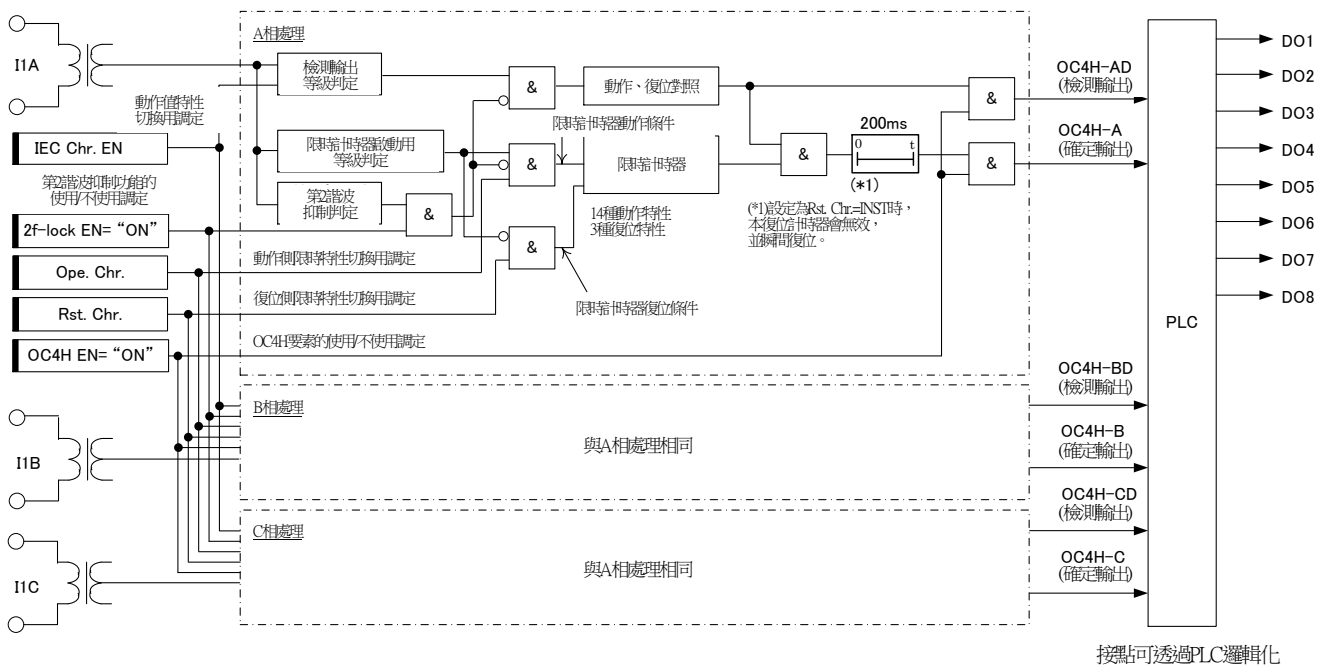 I1A
動作值特性
切換用調定
IEC Chr. EN
第2諧波抑制功能的
使用/不使用調定
2f-lock EN= “ON”
Ope. Chr.
Rst. Chr.
OC4H EN= “ON”
I1B
I1C
A相處理
檢測輸出
等級判定
限時計時器啟動用
等級判定
第2諧波
抑制判定
&
&
&
&
動作、復位對照
限時計時器動作條件
限時計時器
14種動作特性
3種復位特性
限時計時器復位條件
動作側限時特性切換用調定
復位側限時特性切換用調定
OC4H要素的使用/不使用調定
&
200ms
0 t
(*1)
(*1)設定為Rst. Chr.=INST時，
本復位計時器會無效，
並瞬間復位。
&
&
B相處理
與A相處理相同
C相處理
與A相處理相同
OC4H-AD
(檢測輸出)
OC4H-A
(確定輸出)
OC4H-BD
(檢測輸出)
OC4H-B
(確定輸出)
OC4H-CD
(檢測輸出)
OC4H-C
(確定輸出)
PLC
DO1
DO2
DO3
DO4
DO5
DO6
DO7
DO8
接點可透過PLC邏輯化